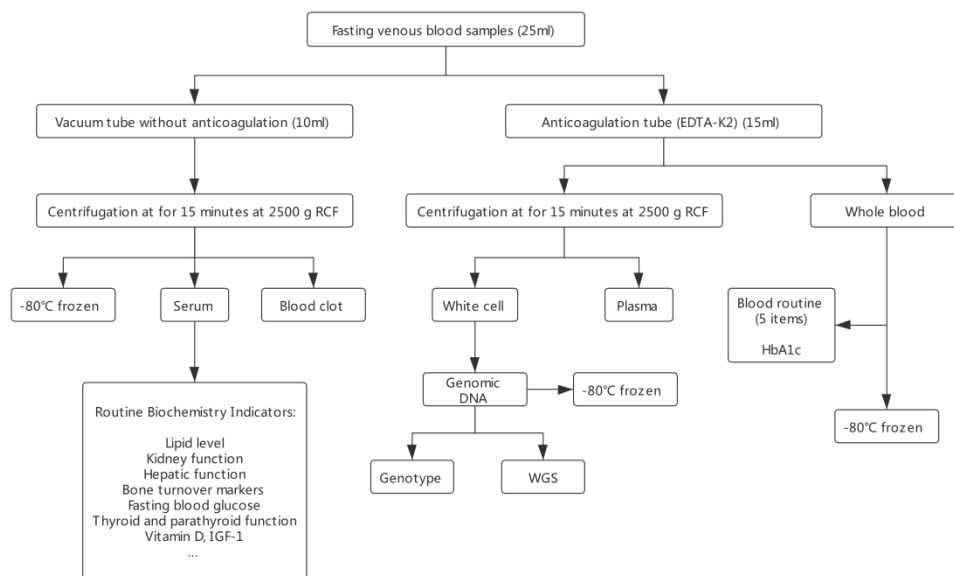 Fasting venous blood samples (25ml)
Vacuum tube without anticoagulation (10ml)
Anticoagulation tube (EDTA-K2) (15ml)
Centrifugation at for 15 minutes at 2500 g RCF
Centrifugation at for 15 minutes at 2500 g RCF
Whole blood
-80℃ frozen
Serum
Blood clot
White cell
Plasma
Blood routine
(5 items)
HbA1c
Genomic
DNA
-80℃ frozen
-80℃ frozen
Genotype
WGS
Routine Biochemistry Indicators:
Lipid level
Kidney function
Hepatic function
Bone turnover markers
Fasting blood glucose
Thyroid and parathyroid function
Vitamin D, IGF-1
...